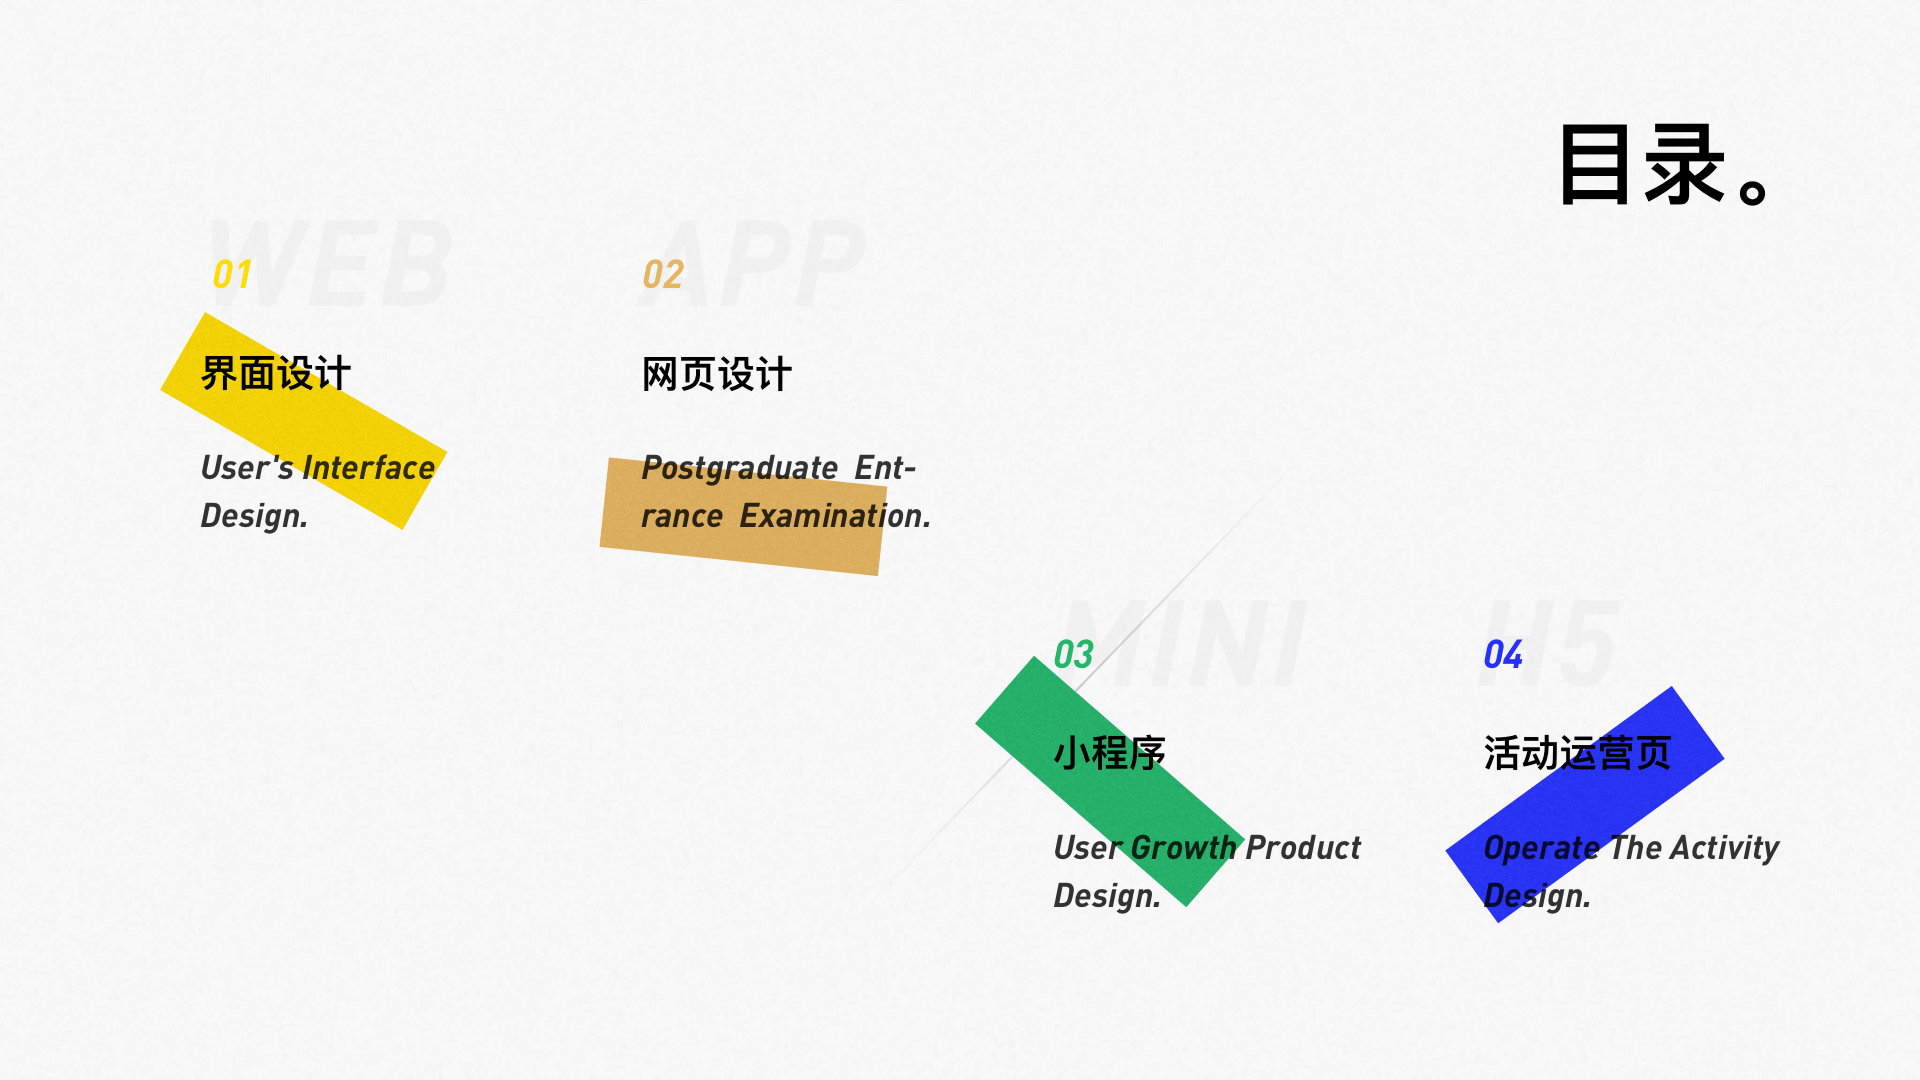 目录。
WEB
01
界面设计
User's Interface
Design.
APP
02
网页设计
Postgraduate Ent-
rance Examination.
MINI
03
小程序
User Growth Product
Design.
H5
04
活动运营页
Operate The Activity
Design.